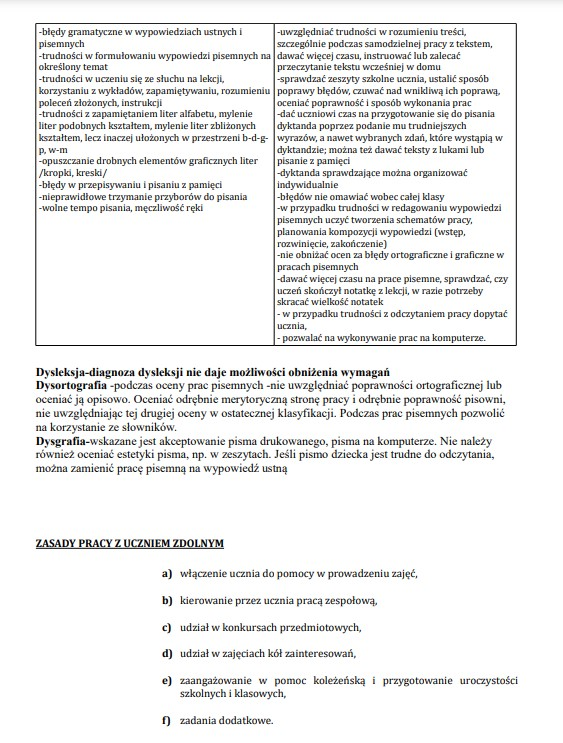 -błędy gramatyczne w wypowiedziach ustnych i
pisemnych
-trudności w formułowaniu wypowiedzi pisemnych na
określony temat
-trudności w uczeniu się ze słuchu na lekcji,
korzystaniu z wykładów, zapamiętywaniu, rozumieniu
poleceń złożonych, instrukcji
-trudności z zapamiętaniem liter alfabetu, mylenie
liter podobnych kształtem, mylenie liter zbliżonych
kształtem, lecz inaczej ułożonych w przestrzeni b-d-g-
p, w-m
-opuszczanie drobnych elementów graficznych liter
/kropki, kreski/
-błędy w przepisywaniu i pisaniu z pamięci
-nieprawidłowe trzymanie przyborów do pisania
-wolne tempo pisania, męczliwość ręki
-uwzględniać trudności w rozumieniu treści,
szczególnie podczas samodzielnej pracy z tekstem,
dawać więcej czasu, instruować lub zalecać
przeczytanie tekstu wcześniej w domu
-sprawdzać zeszyty szkolne ucznia, ustalić sposób
poprawy błędów, czuwać nad wnikliwą ich poprawą,
oceniać poprawność i sposób wykonania prac
-dać uczniowi czas na przygotowanie się do pisania
dyktanda poprzez podanie mu trudniejszych
wyrazów, a nawet wybranych zdań, które wystąpią w
dyktandzie; można też dawać teksty z lukami lub
pisanie z pamięci
-dyktanda sprawdzające można organizować
indywidualnie
-błędów nie omawiać wobec całej klasy
-w przypadku trudności w redagowaniu wypowiedzi
pisemnych uczyć tworzenia schematów pracy,
planowania kompozycji wypowiedzi (wstęp,
rozwinięcie, zakończenie)
-nie obniżać ocen za błędy ortograficzne i graficzne w
pracach pisemnych
-dawać więcej czasu na prace pisemne, sprawdzać, czy
uczeń skończył notatkę z lekcji, w razie potrzeby
skracać wielkość notatek
- w przypadku trudności z odczytaniem pracy dopytać
ucznia,
- pozwalać na wykonywanie prac na komputerze.
Dysleksja-diagnoza dysleksji nie daje możliwości obniżenia wymagań
Dysortografia -podczas oceny prac pisemnych -nie uwzględniać poprawności ortograficznej lub
oceniać ją opisowo. Oceniać odrębnie merytoryczną stronę pracy i odrębnie poprawność pisowni,
nie uwzględniając tej drugiej oceny w ostatecznej klasyfikacji. Podczas prac pisemnych pozwolić
na korzystanie ze słowników.
Dysgrafia-wskazane jest akceptowanie pisma drukowanego, pisma na komputerze. Nie należy
również oceniać estetyki pisma, np. w zeszytach. Jeśli pismo dziecka jest trudne do odczytania,
można zamienić pracę pisemną na wypowiedź ustną
ZASADY PRACY Z UCZNIEM ZDOLNYM
a) włączenie ucznia do pomocy w prowadzeniu zajęć,
b) kierowanie przez ucznia pracą zespołową,
c) udział w konkursach przedmiotowych,
d) udział w zajęciach kół zainteresowań,
e) zaangażowanie w pomoc koleżeńską i przygotowanie uroczystości
szkolnych i klasowych,
f) zadania dodatkowe.